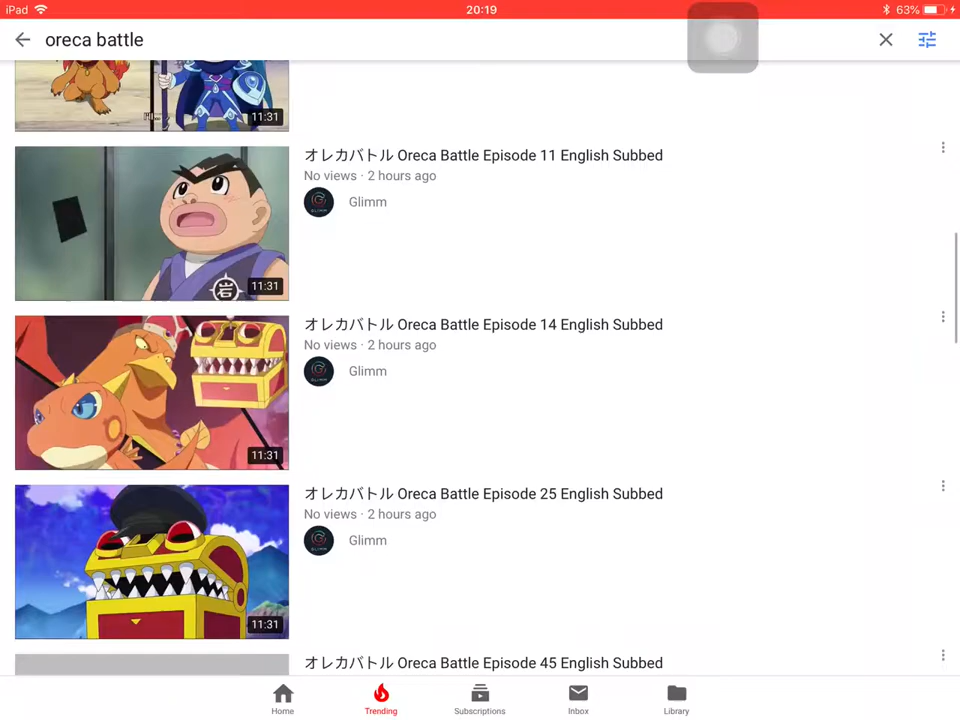 iPad 20:19 63%
oreca battle
11:31
オレカバトル Oreca Battle Episode 11 English Subbed
No views · 2 hours ago
GLIMM Glimm
岩
11:31
オレカバトル Oreca Battle Episode 14 English Subbed
No views · 2 hours ago
GLIMM Glimm
11:31
オレカバトル Oreca Battle Episode 25 English Subbed
No views · 2 hours ago
GLIMM Glimm
11:31
オレカバトル Oreca Battle Episode 45 English Subbed
Home Trending Subscriptions Inbox Library